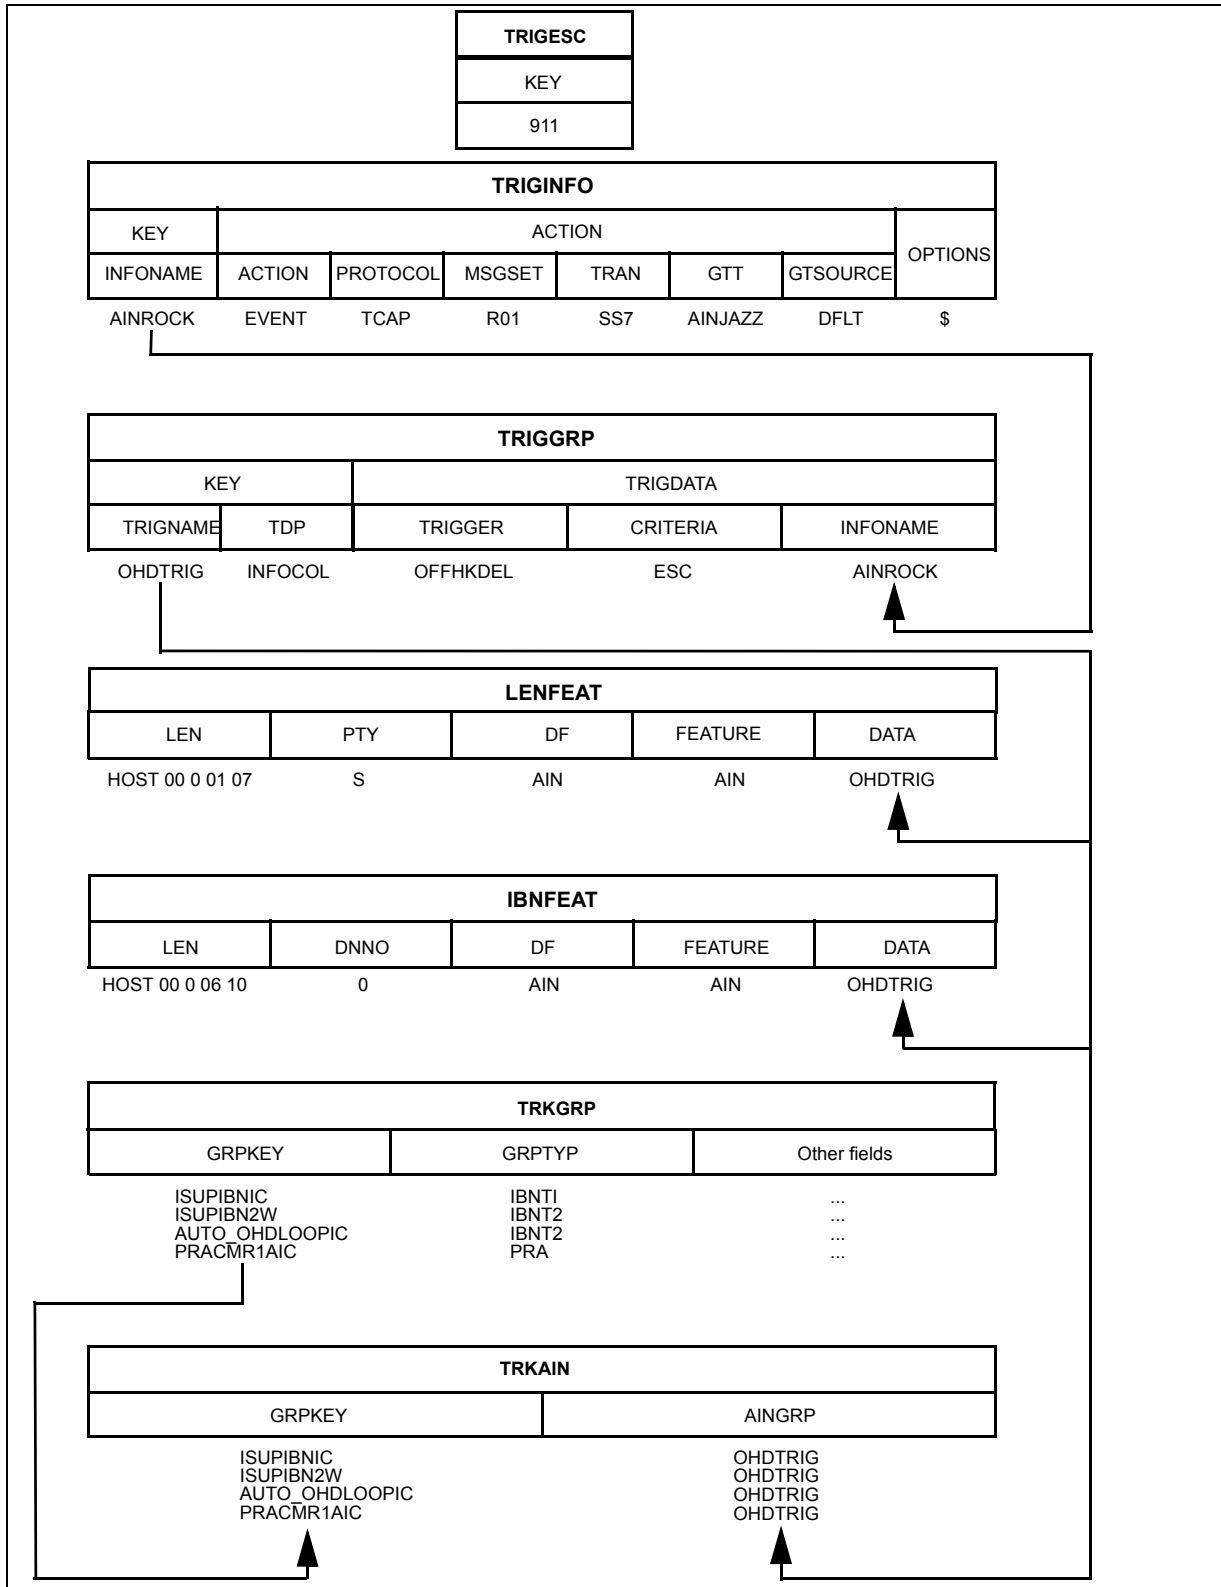 TRIGESC
KEY
911
TRIGINFO
KEY ACTION OPTIONS
INFONAME ACTION PROTOCOL MSGSET TRAN GTT GTSOURCE
AINROCK EVENT TCAP R01 SS7 AINJAZZ DFLT $
TRIGGRP
KEY TRIGDATA
TRIGNAME TDP TRIGGER CRITERIA INFONAME
OHDTRIG INFOCOL OFFHKDEL ESC AINROCK
LENFEAT
LEN PTY DF FEATURE DATA
HOST 00 0 01 07 S AIN AIN OHDTRIG
IBNFEAT
LEN DNNO DF FEATURE DATA
HOST 00 0 06 10 0 AIN AIN OHDTRIG
TRKGRP
GRPKEY GRPTYP Other fields
ISUPIBNIC IBNTI ...
ISUPIBN2W IBNT2 ...
AUTO_OHDLOOPIC IBNT2 ...
PRACMR1AIC PRA ...
TRKAIN
GRPKEY AINGRP
ISUPIBNIC OHDTRIG
ISUPIBN2W OHDTRIG
AUTO_OHDLOOPIC OHDTRIG
PRACMR1AIC OHDTRIG